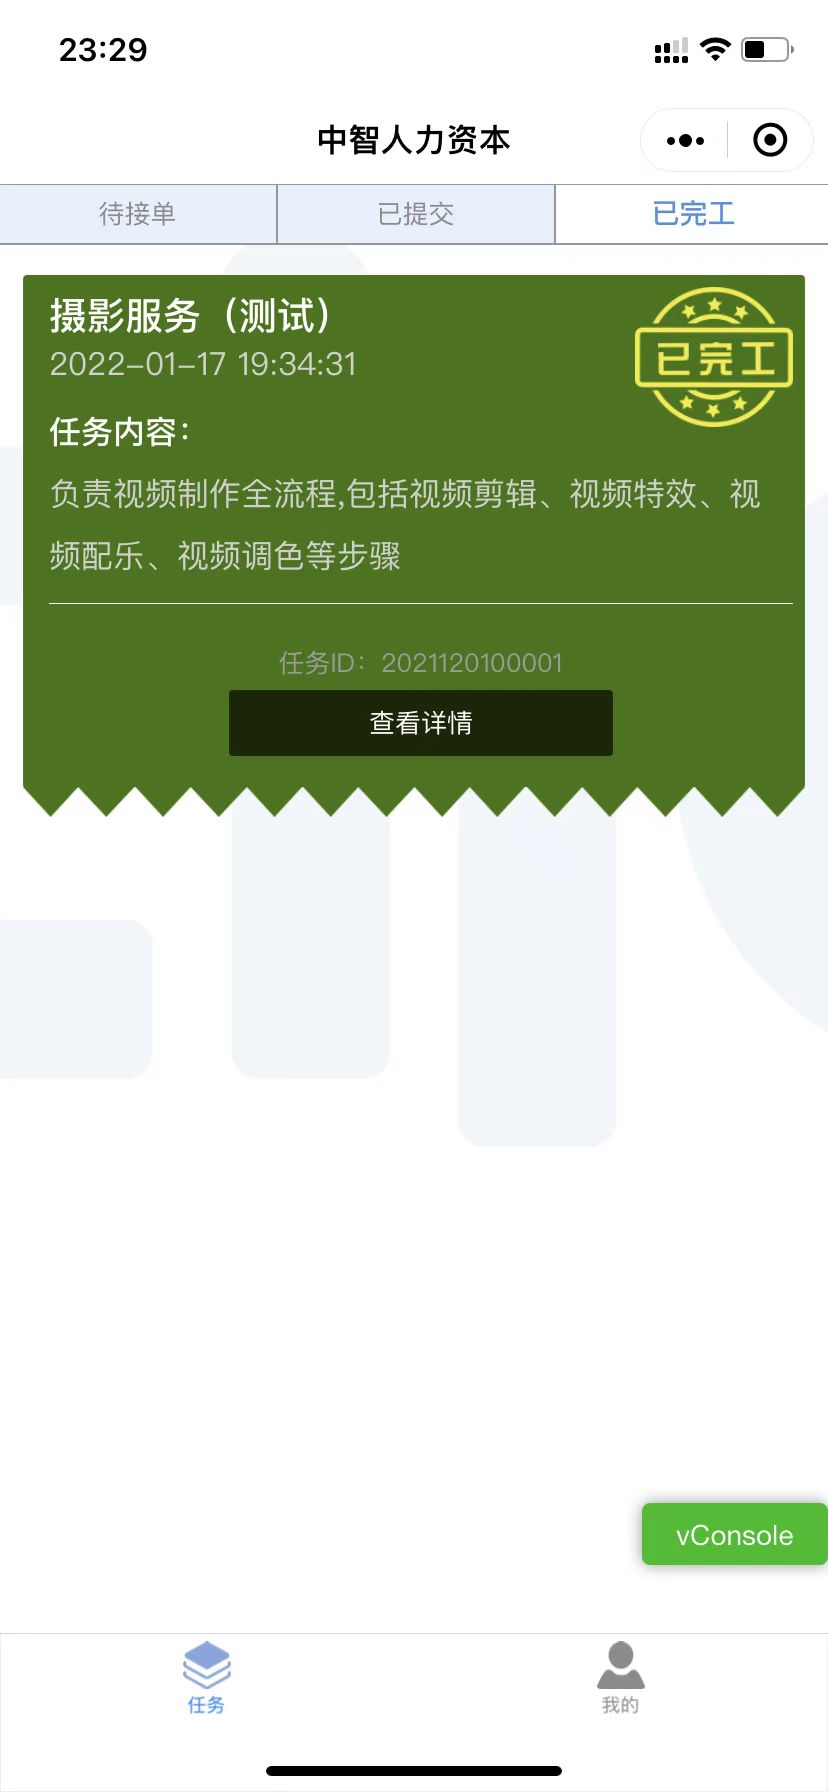 23:29
中智人力资本
待接单
已提交
已完工
摄影服务（测试）
2022-01-17 19:34:31
已完工
任务内容：
负责视频制作全流程,包括视频剪辑、视频特效、视
频配乐、视频调色等步骤
任务ID：2021120100001
查看详情
vConsole
任务
我的